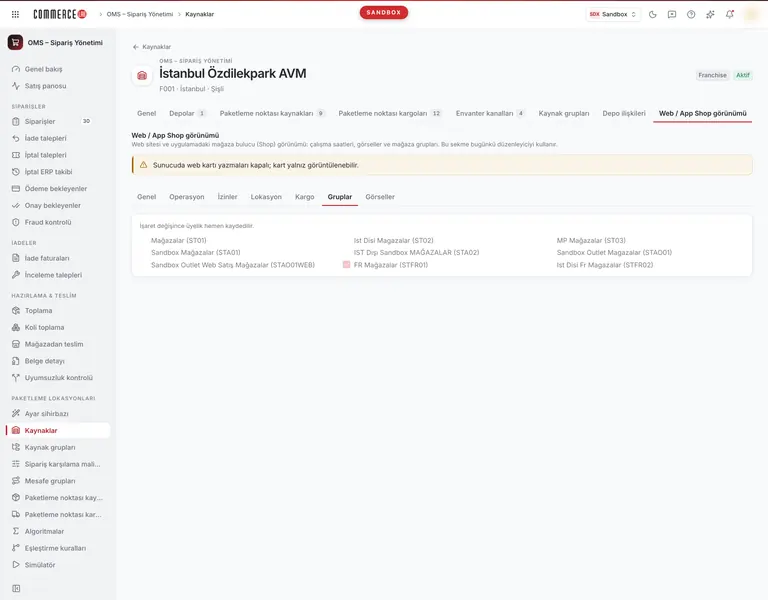 COMMERCE
OMS – Sipariş Yönetimi
Kaynaklar
SANDBOX
SDX Sandbox
OMS – Sipariş Yönetimi
Genel bakış
Satış panosu
SİPARİŞLER
Siparişler 30
İade talepleri
İptal talepleri
İptal ERP takibi
Ödeme bekleyenler
Onay bekleyenler
Fraud kontrolü
İADELER
İade faturaları
İnceleme talepleri
HAZIRLAMA & TESLİM
Toplama
Koli toplama
Mağazadan teslim
Belge detayı
Uyumsuzluk kontrolü
PAKETLEME LOKASYONLARI
Ayar sihirbazı
Kaynaklar
Kaynak grupları
Sipariş karşılama mali...
Mesafe grupları
Paketleme noktası kay...
Paketleme noktası kar...
Algoritmalar
Eşleştirme kuralları
Simülatör
Kaynaklar
OMS – SİPARİŞ YÖNETİMİ
İstanbul Özdilekpark AVM
F001 · İstanbul · Şişli
Franchise Aktif
Genel Depolar 1 Paketleme noktası kaynakları 9 Paketleme noktası kargoları 12 Envanter kanalları 4 Kaynak grupları Depo ilişkileri Web / App Shop görünümü
Web / App Shop görünümü
Web sitesi ve uygulamadaki mağaza bulucu (Shop) görünümü: çalışma saatleri, görseller ve mağaza grupları. Bu sekme bugünkü düzenleyiciyi kullanır.
Sunucuda web kartı yazmaları kapalı; kart yalnız görüntülenebilir.
Genel Operasyon İzinler Lokasyon Kargo Gruplar Görseller
İşaret değişince üyelik hemen kaydedilir.
Mağazalar (ST01) Ist Disi Magazalar (ST02) MP Mağazalar (ST03)
Sandbox Mağazalar (STA01) IST Dışı Sandbox MAĞAZALAR (STA02) Sandbox Outlet Magazaları (STAO01)
Sandbox Outlet Web Satış Mağazalar (STAO01WEB) FR Mağazalar (STFR01) Ist Disi Fr Magazalar (STFR02)